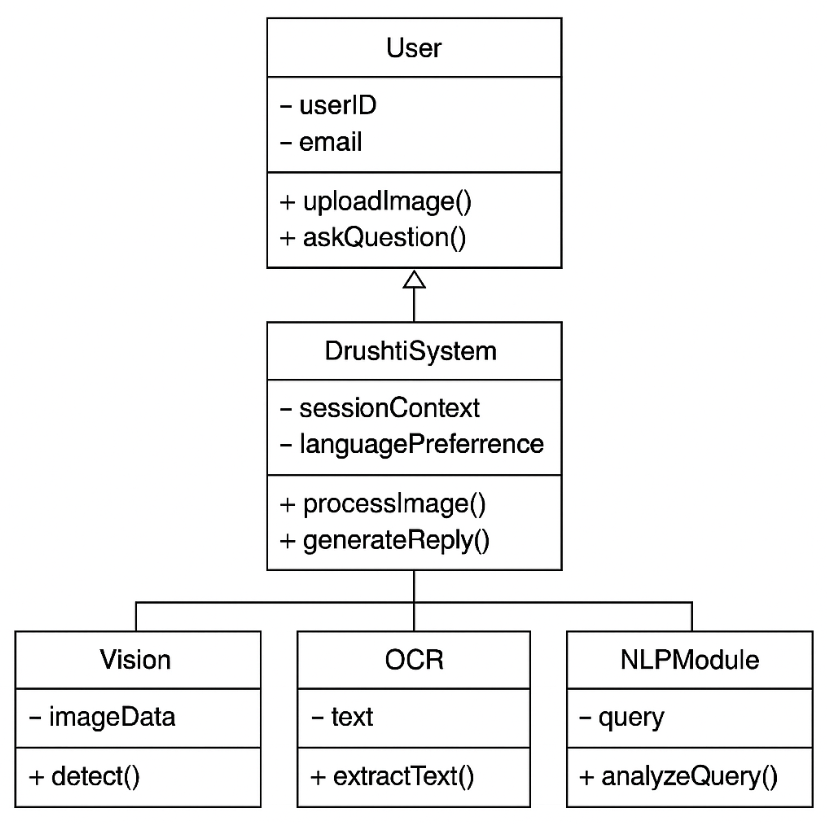 User
– userID
– email
+ uploadImage()
+ askQuestion()
DrushtiSystem
– sessionContext
– languagePreferrence
+ processImage()
+ generateReply()
Vision
– imageData
+ detect()
OCR
– text
+ extractText()
NLPModule
– query
+ analyzeQuery()